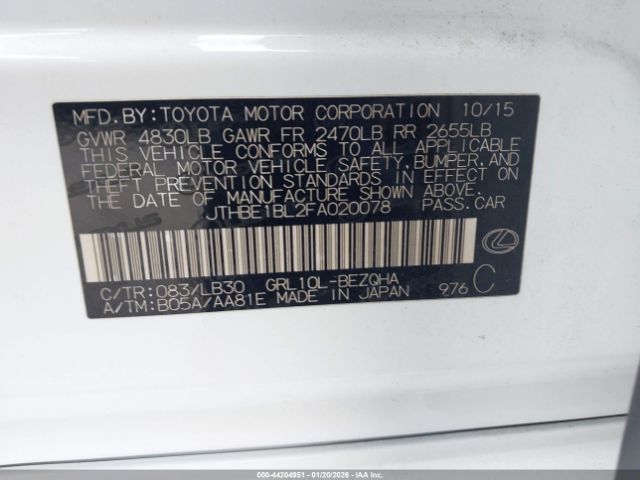 MFD. BY: TOYOTA MOTOR CORPORATION 10/15
GVWR 4830LB GAWR FR 2470LB RR 2655LB
THIS VEHICLE CONFORMS TO ALL APPLICABLE
FEDERAL MOTOR VEHICLE SAFETY, BUMPER, AND
THEFT PREVENTION STANDARDS IN EFFECT ON
THE DATE OF MANUFACTURE SHOWN ABOVE.
JTHBE1BL2FA020078 PASS.CAR
C/TR:083/LB30 GRL10L-BEZQHA
A/TM:B05A/AA81E MADE IN JAPAN 976 C
000-44204951 - 01/20/2026 - IAA Inc.